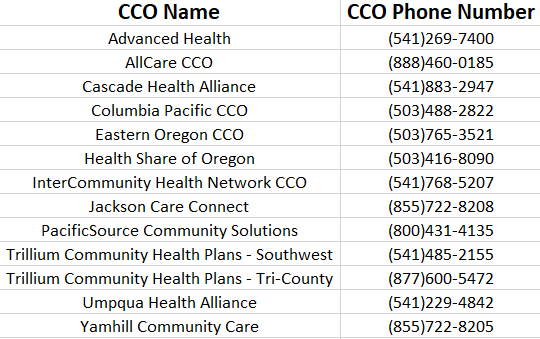 CCO Name CCO Phone Number
Advanced Health (541)269-7400
AllCare CCO (888)460-0185
Cascade Health Alliance (541)883-2947
Columbia Pacific CCO (503)488-2822
Eastern Oregon CCO (503)765-3521
Health Share of Oregon (503)416-8090
InterCommunity Health Network CCO (541)768-5207
Jackson Care Connect (855)722-8208
PacificSource Community Solutions (800)431-4135
Trillium Community Health Plans - Southwest (541)485-2155
Trillium Community Health Plans - Tri-County (877)600-5472
Umpqua Health Alliance (541)229-4842
Yamhill Community Care (855)722-8205